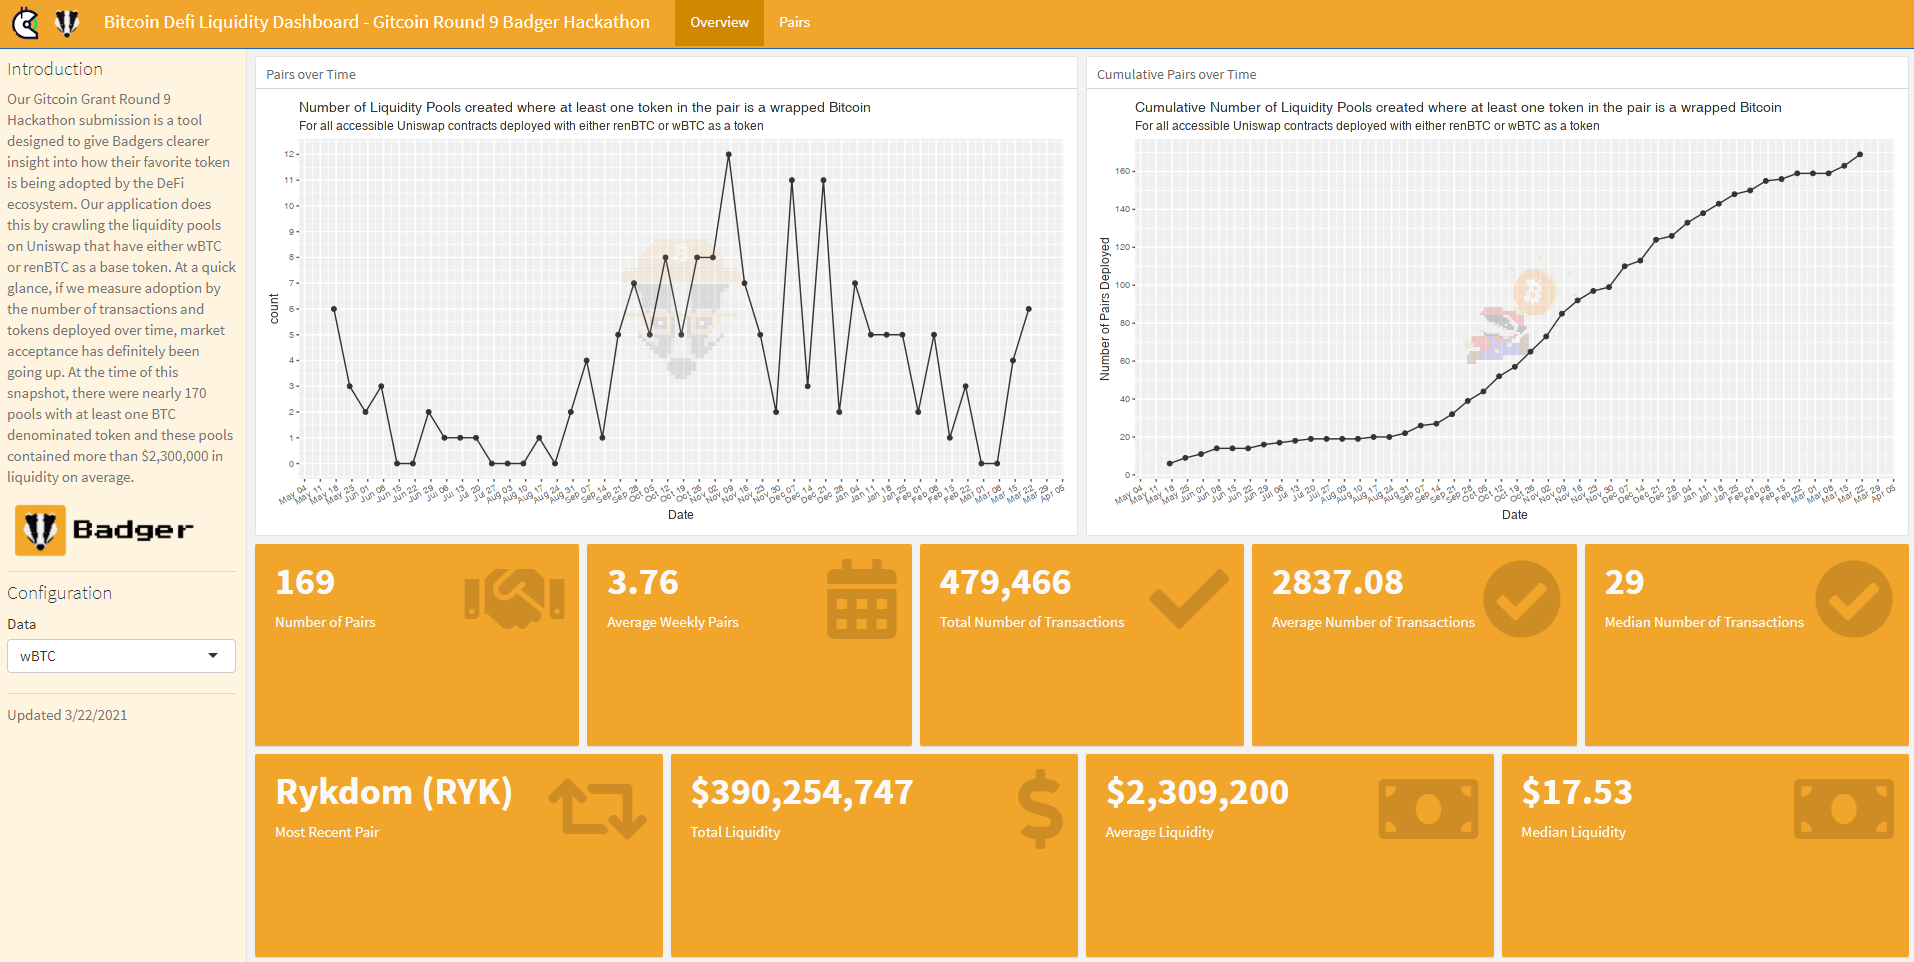 Bitcoin Defi Liquidity Dashboard - Gitcoin Round 9 Badger Hackathon
Overview
Pairs
Introduction
Our Gitcoin Grant Round 9
Hackathon submission is a tool
designed to give Badgers clearer
insight into how their favorite token
is being adopted by the DeFi
ecosystem. Our application does
this by crawling the liquidity pools
on Uniswap that have either wBTC
or renBTC as a base token. At a quick
glance, if we measure adoption by
the number of transactions and
tokens deployed over time, market
acceptance has definitely been
going up. At the time of this
snapshot, there were nearly 170
pools with at least one BTC
denominated token and these pools
contained more than $2,300,000 in
liquidity on average.
Badger
Configuration
Data
wBTC
Updated 3/22/2021
Pairs over Time
Number of Liquidity Pools created where at least one token in the pair is a wrapped Bitcoin
For all accessible Uniswap contracts deployed with either renBTC or wBTC as a token
count
12
11
10
9
8
7
6
5
4
3
2
1
0
May 04 May 11 May 18 May 25 Jun 01 Jun 08 Jun 15 Jun 22 Jun 29 Jul 06 Jul 13 Jul 20 Jul 27 Aug 03 Aug 10 Aug 17 Aug 24 Aug 31 Sep 07 Sep 14 Sep 21 Sep 28 Oct 05 Oct 12 Oct 19 Oct 26 Nov 02 Nov 09 Nov 16 Nov 23 Nov 30 Dec 07 Dec 14 Dec 21 Dec 28 Jan 04 Jan 11 Jan 18 Jan 25 Feb 01 Feb 08 Feb 15 Feb 22 Mar 01 Mar 08 Mar 15 Mar 22 Mar 29 Apr 05
Date
Cumulative Pairs over Time
Cumulative Number of Liquidity Pools created where at least one token in the pair is a wrapped Bitcoin
For all accessible Uniswap contracts deployed with either renBTC or wBTC as a token
Number of Pairs Deployed
160
140
120
100
80
60
40
20
0
May 04 May 11 May 18 May 25 Jun 01 Jun 08 Jun 15 Jun 22 Jun 29 Jul 06 Jul 13 Jul 20 Jul 27 Aug 03 Aug 10 Aug 17 Aug 24 Aug 31 Sep 07 Sep 14 Sep 21 Sep 28 Oct 05 Oct 12 Oct 19 Oct 26 Nov 02 Nov 09 Nov 16 Nov 23 Nov 30 Dec 07 Dec 14 Dec 21 Dec 28 Jan 04 Jan 11 Jan 18 Jan 25 Feb 01 Feb 08 Feb 15 Feb 22 Mar 01 Mar 08 Mar 15 Mar 22 Mar 29 Apr 05
Date
169
Number of Pairs
3.76
Average Weekly Pairs
479,466
Total Number of Transactions
2837.08
Average Number of Transactions
29
Median Number of Transactions
Rykdom (RYK)
Most Recent Pair
$390,254,747
Total Liquidity
$2,309,200
Average Liquidity
$17.53
Median Liquidity